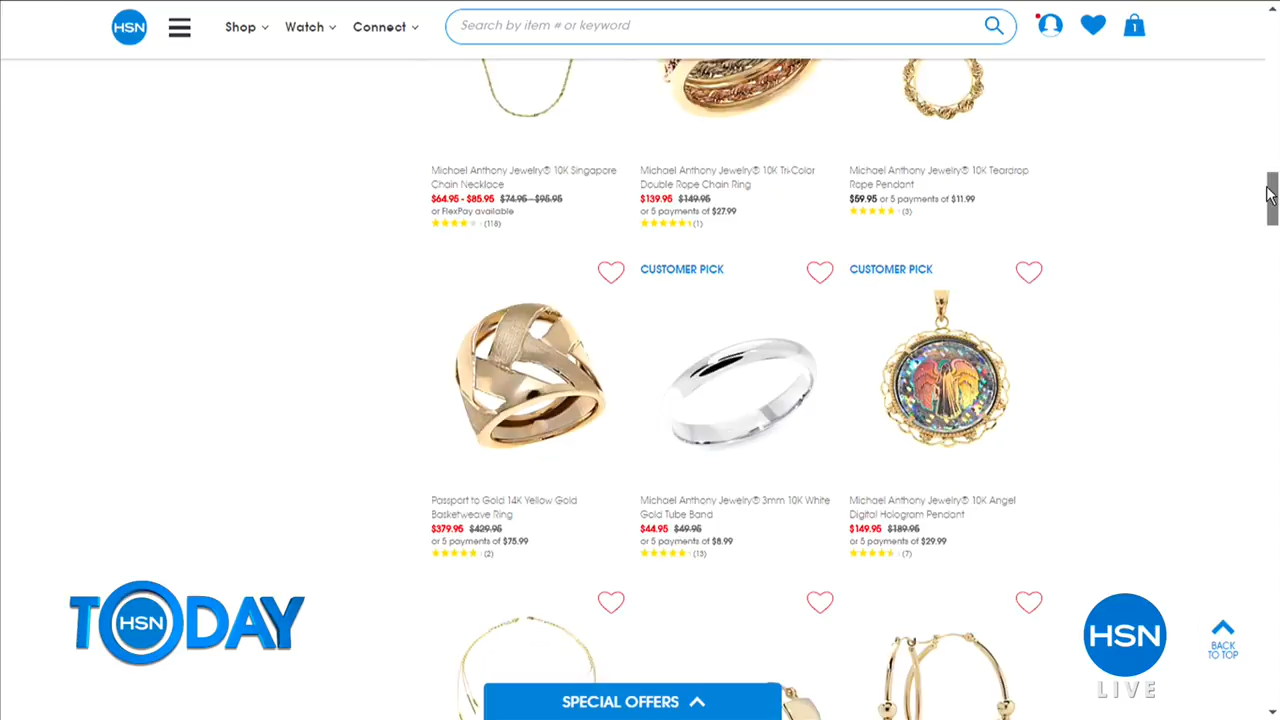 HSN
Shop
Watch
Connect
Search by item # or keyword
1
Michael Anthony Jewelry® 10K Singapore
Chain Necklace
$64.95 - $85.95 $74.95 - $95.95
or FlexPay available
(118)
Michael Anthony Jewelry® 10K Tri-Color
Double Rope Chain Ring
$139.95 $149.95
or 5 payments of $27.99
(1)
Michael Anthony Jewelry® 10K Teardrop
Rope Pendant
$59.95 or 5 payments of $11.99
(3)
CUSTOMER PICK
CUSTOMER PICK
Passport to Gold 14K Yellow Gold
Basketweave Ring
$379.95 $429.95
or 5 payments of $75.99
(2)
Michael Anthony Jewelry® 3mm 10K White
Gold Tube Band
$44.95 $49.95
or 5 payments of $8.99
(13)
Michael Anthony Jewelry® 10K Angel
Digital Hologram Pendant
$149.95 $189.95
or 5 payments of $29.99
(7)
TODAY
HSN
HSN
LIVE
BACK
TO TOP
SPECIAL OFFERS